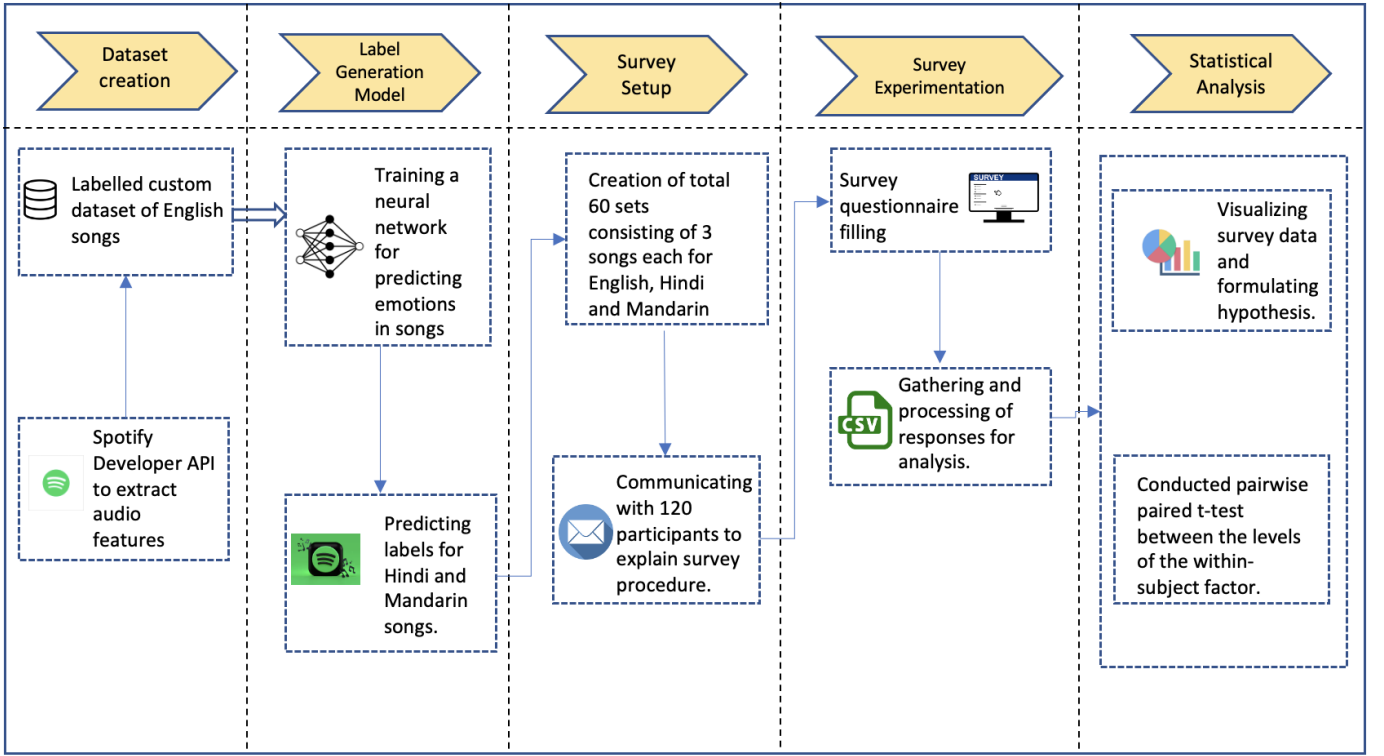 Dataset
creation
Label
Generation
Model
Survey
Setup
Survey
Experimentation
Statistical
Analysis
Labelled custom
dataset of English
songs
Spotify
Developer API
to extract
audio
features
Training a
neural
network
for
predicting
emotions
in songs
Predicting
labels for
Hindi and
Mandarin
songs.
Creation of total
60 sets
consisting of 3
songs each for
English, Hindi
and Mandarin
Communicating
with 120
participants to
explain survey
procedure.
Survey
questionnaire
filling
SURVEY
CSV
Gathering and
processing of
responses for
analysis.
Visualizing
survey data
and
formulating
hypothesis.
Conducted pairwise
paired t-test
between the levels
of the within-
subject factor.